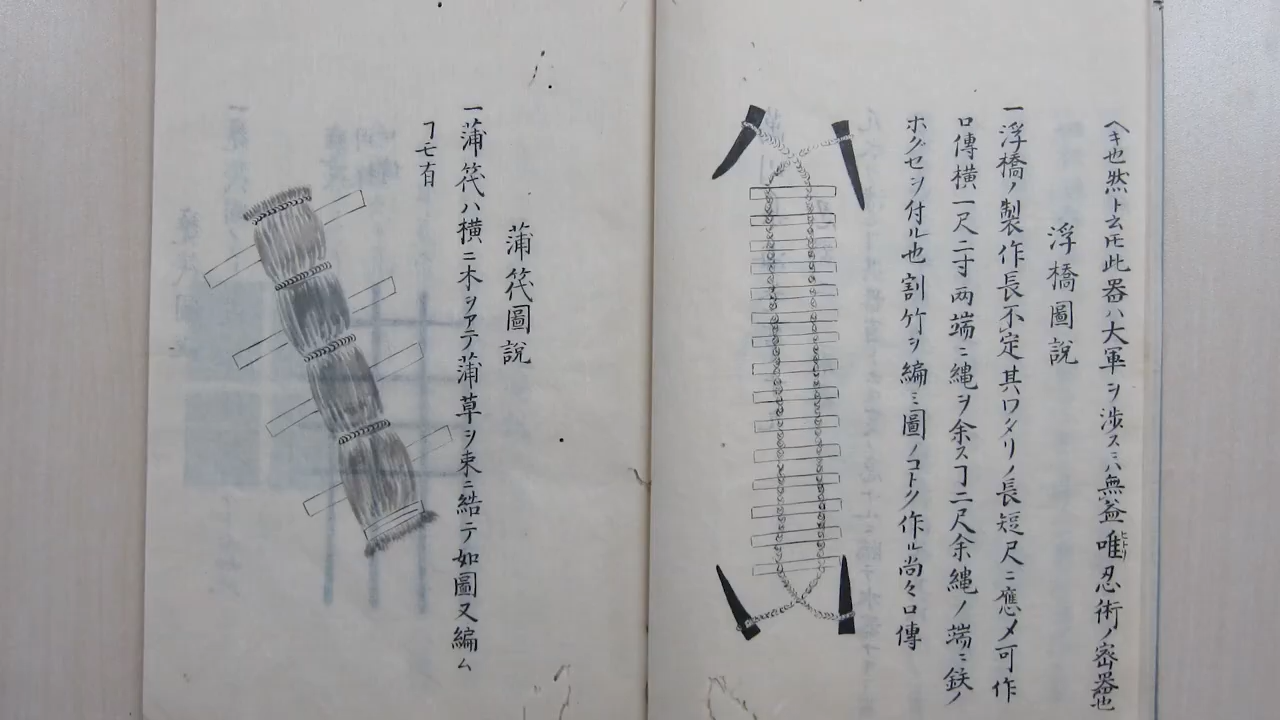 ヘキ也然ト云𪜈此器ハ大軍ヲ渉スニハ無益唯忍術ノ密器也
浮橋圖說
一浮橋ノ製作長不定其ワタリノ長短尺ニ應メ可作
口傳横一尺二寸両端ニ縄ヲ余スヿ二尺余縄ノ端ニ鉄ノ
ホグセヲ付ル也割竹ヲ編ミ圖ノコトク作ル尚々口傳
蒲筏圖說
一蒲筏ハ横ニ木ヲアテ蒲草ヲ束ニ結テ如圖又編ム
ヿモ有